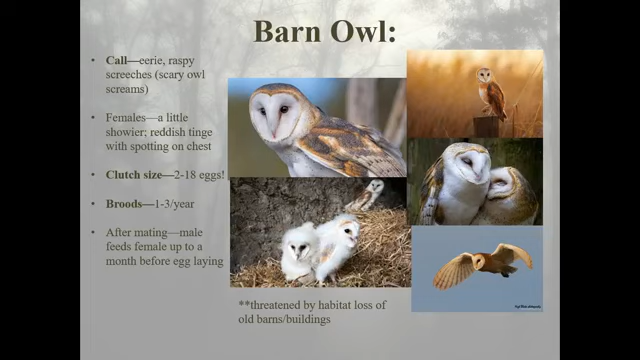 Barn Owl:
• Call—eerie, raspy
screeches (scary owl
screams)
• Females—a little
showier; reddish tinge
with spotting on chest
• Clutch size—2-18 eggs!
• Broods—1-3/year
• After mating—male
feeds female up to a
month before egg laying
**threatened by habitat loss of
old barns/buildings